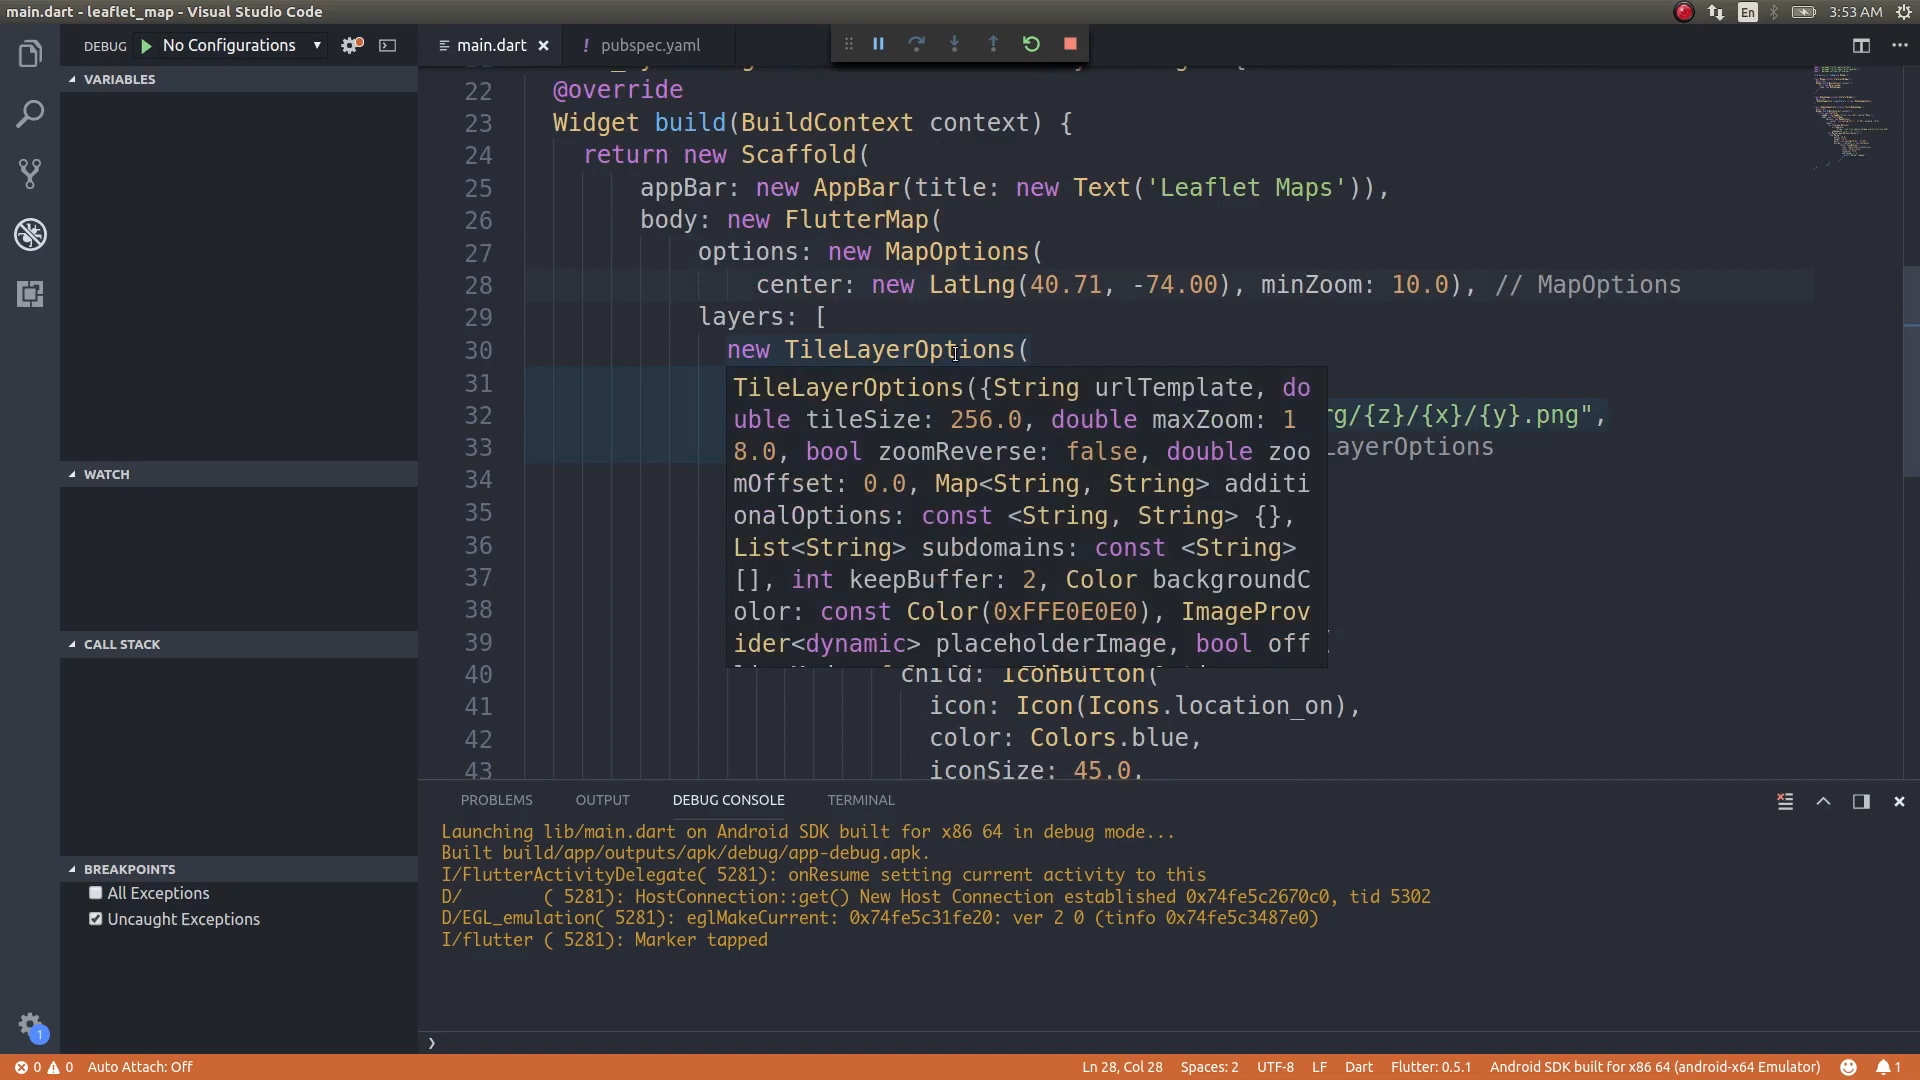 main.dart - leaflet_map - Visual Studio Code
En
3:53 AM
DEBUG No Configurations
main.dart
! pubspec.yaml
VARIABLES
WATCH
CALL STACK
BREAKPOINTS
All Exceptions
Uncaught Exceptions
1
22 @override
23 Widget build(BuildContext context) {
24 return new Scaffold(
25 appBar: new AppBar(title: new Text('Leaflet Maps')),
26 body: new FlutterMap(
27 options: new MapOptions(
28 center: new LatLng(40.71, -74.00), minZoom: 10.0), // MapOptions
29 layers: [
30 new TileLayerOptions(
31
32 rg/{z}/{x}/{y}.png",
33 LayerOptions
34
35
36
37
38
39 (
40 child: IconButton(
41 icon: Icon(Icons.location_on),
42 color: Colors.blue,
43 iconSize: 45.0,
TileLayerOptions({String urlTemplate, do
uble tileSize: 256.0, double maxZoom: 1
8.0, bool zoomReverse: false, double zoo
mOffset: 0.0, Map<String, String> additi
onalOptions: const <String, String> {},
List<String> subdomains: const <String>
[], int keepBuffer: 2, Color backgroundC
olor: const Color(0xFFE0E0E0), ImageProv
ider<dynamic> placeholderImage, bool off
PROBLEMS OUTPUT DEBUG CONSOLE TERMINAL
Launching lib/main.dart on Android SDK built for x86 64 in debug mode...
Built build/app/outputs/apk/debug/app-debug.apk.
I/FlutterActivityDelegate( 5281): onResume setting current activity to this
D/ ( 5281): HostConnection::get() New Host Connection established 0x74fe5c2670c0, tid 5302
D/EGL_emulation( 5281): eglMakeCurrent: 0x74fe5c31fe20: ver 2 0 (tinfo 0x74fe5c3487e0)
I/flutter ( 5281): Marker tapped
0 0 Auto Attach: Off
Ln 28, Col 28 Spaces: 2 UTF-8 LF Dart Flutter: 0.5.1 Android SDK built for x86 64 (android-x64 Emulator) 1